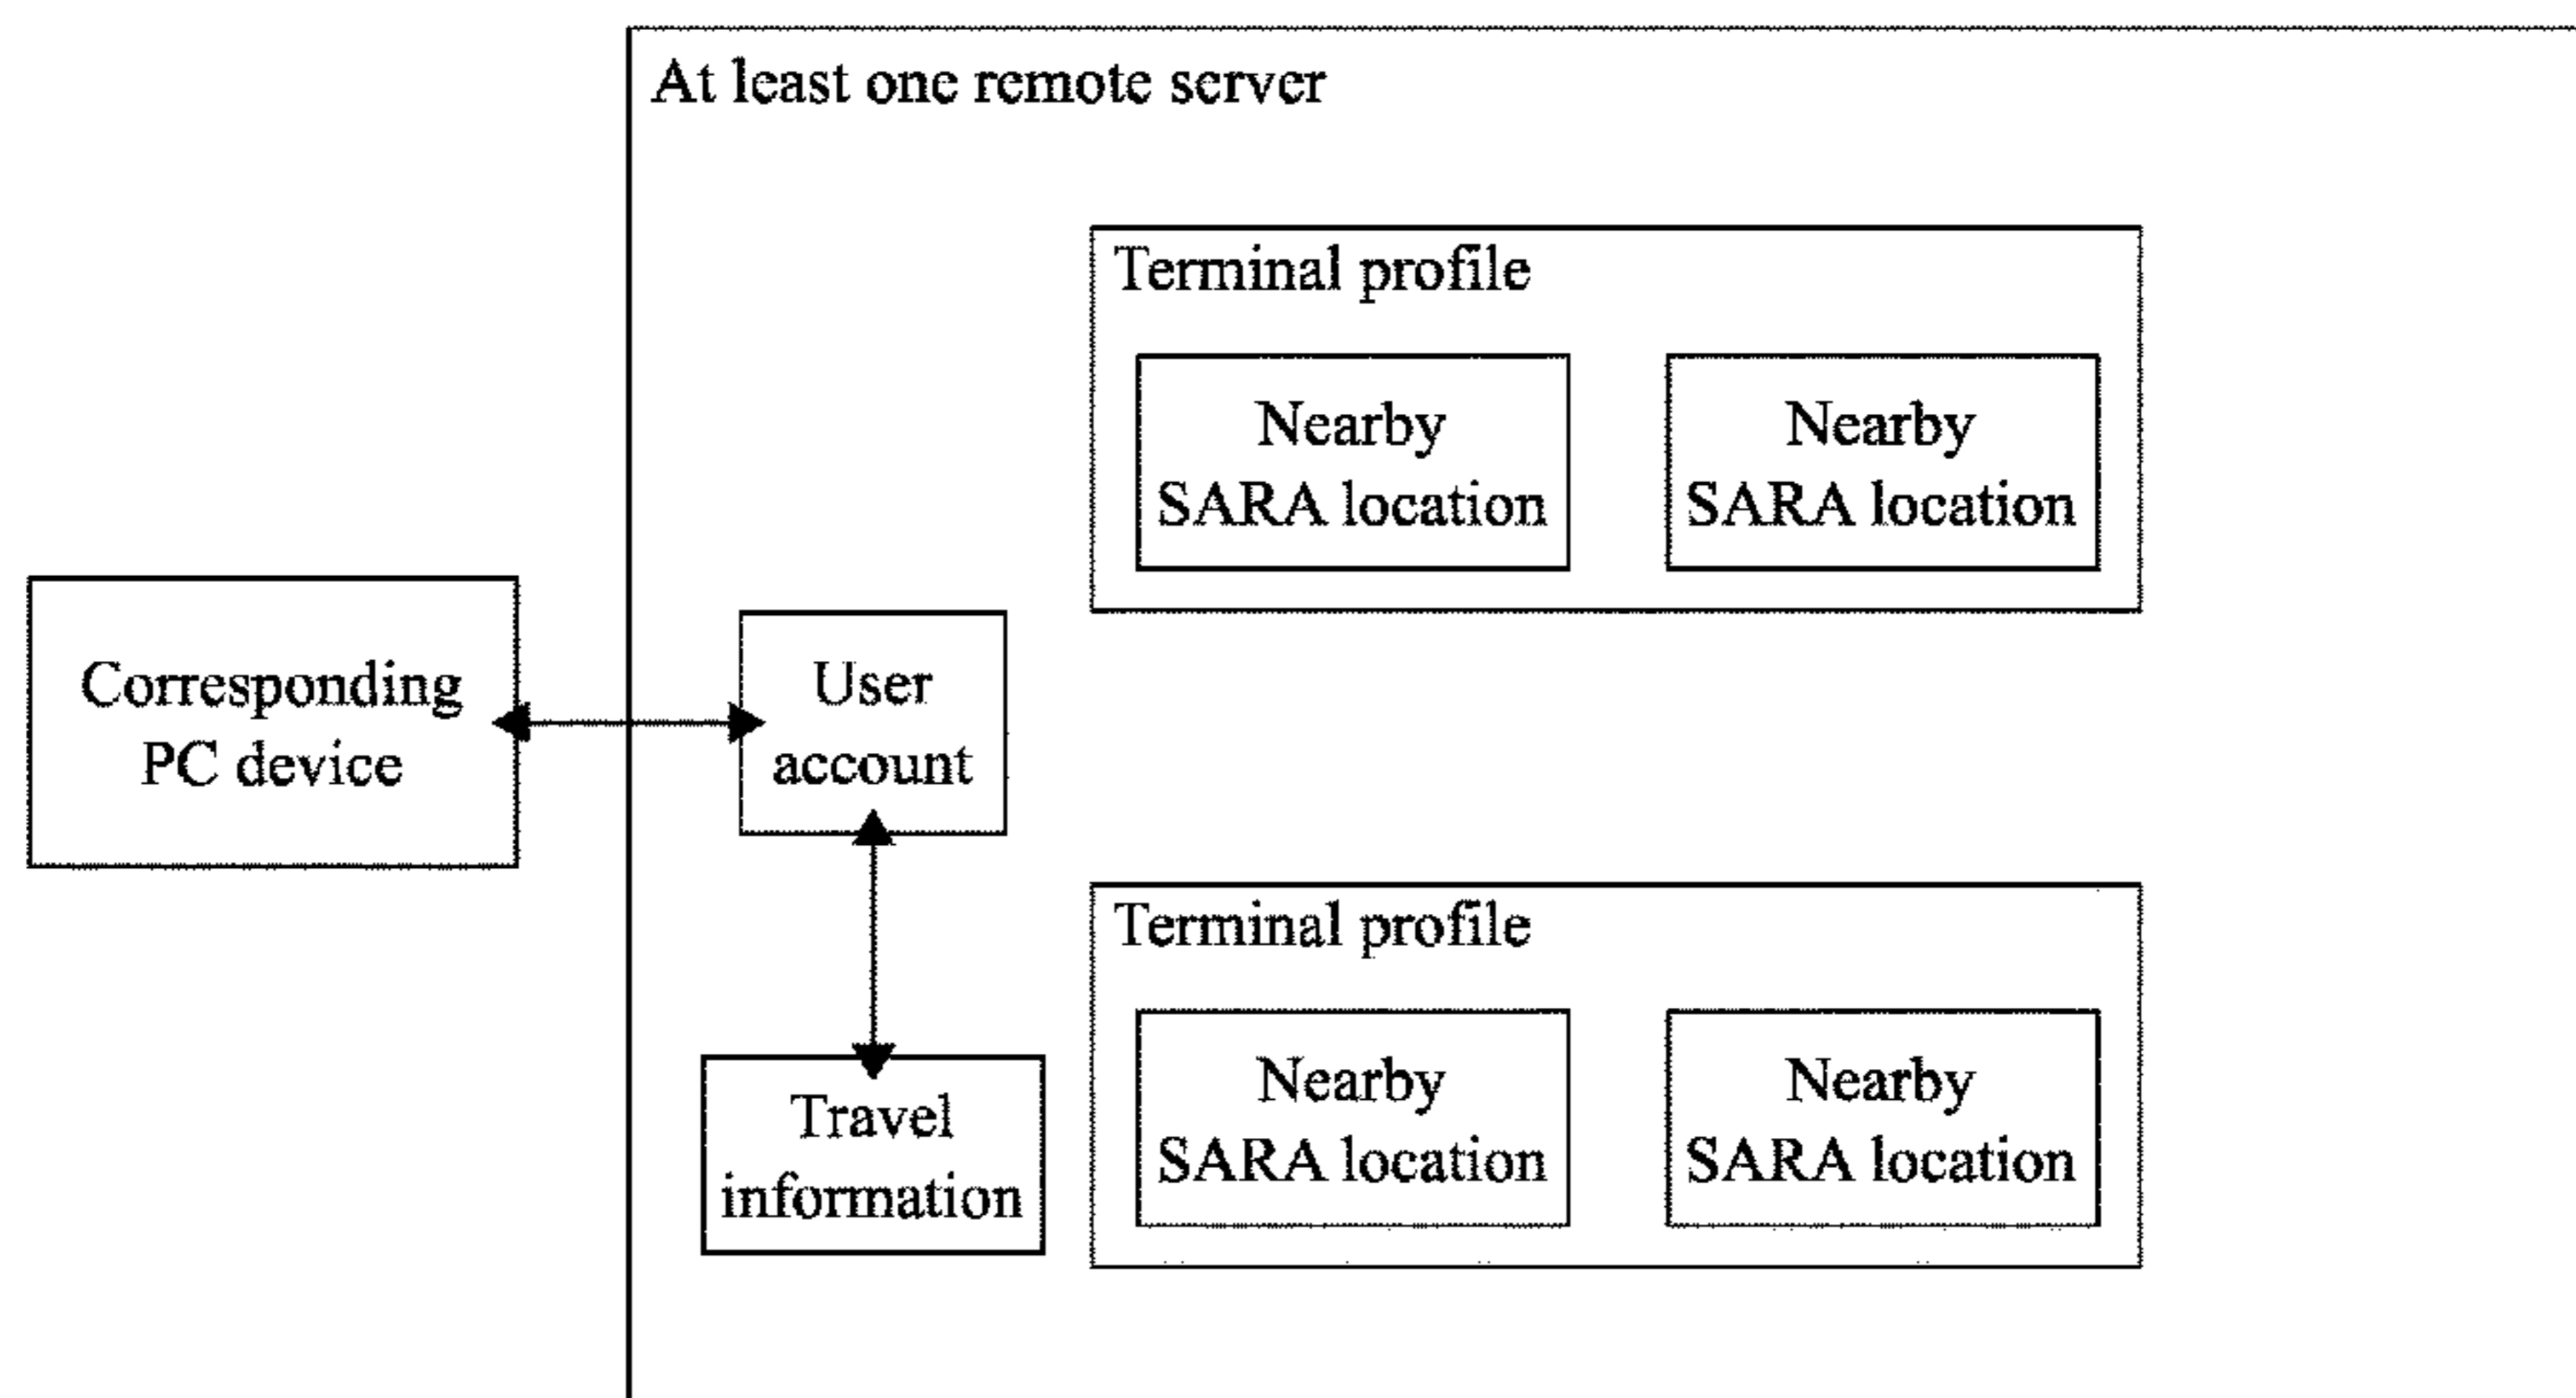 At least one remote server
Terminal profile
Nearby
SARA location
Nearby
SARA location
Corresponding
PC device
User
account
Terminal profile
Travel
information
Nearby
SARA location
Nearby
SARA location